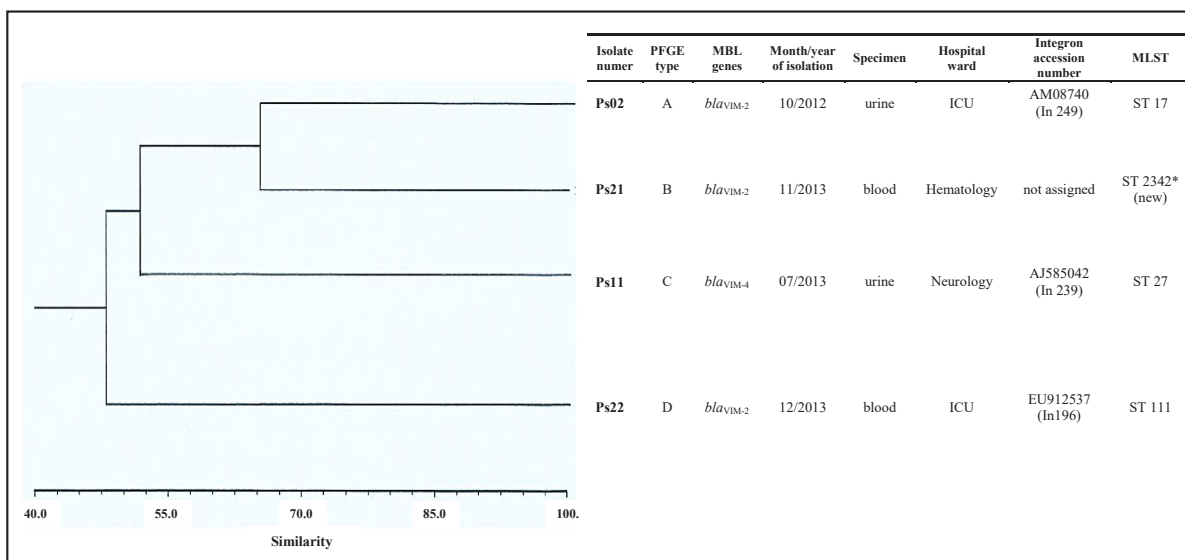 Isolate numer PFGE type MBL genes Month/year of isolation Specimen Hospital ward Integron accession number MLST
Ps02 A blaVIM-2 10/2012 urine ICU AM08740 (In 249) ST 17
Ps21 B blaVIM-2 11/2013 blood Hematology not assigned ST 2342* (new)
Ps11 C blaVIM-4 07/2013 urine Neurology AJ585042 (In 239) ST 27
Ps22 D blaVIM-2 12/2013 blood ICU EU912537 (In196) ST 111
40.0 55.0 70.0 85.0 100.
Similarity